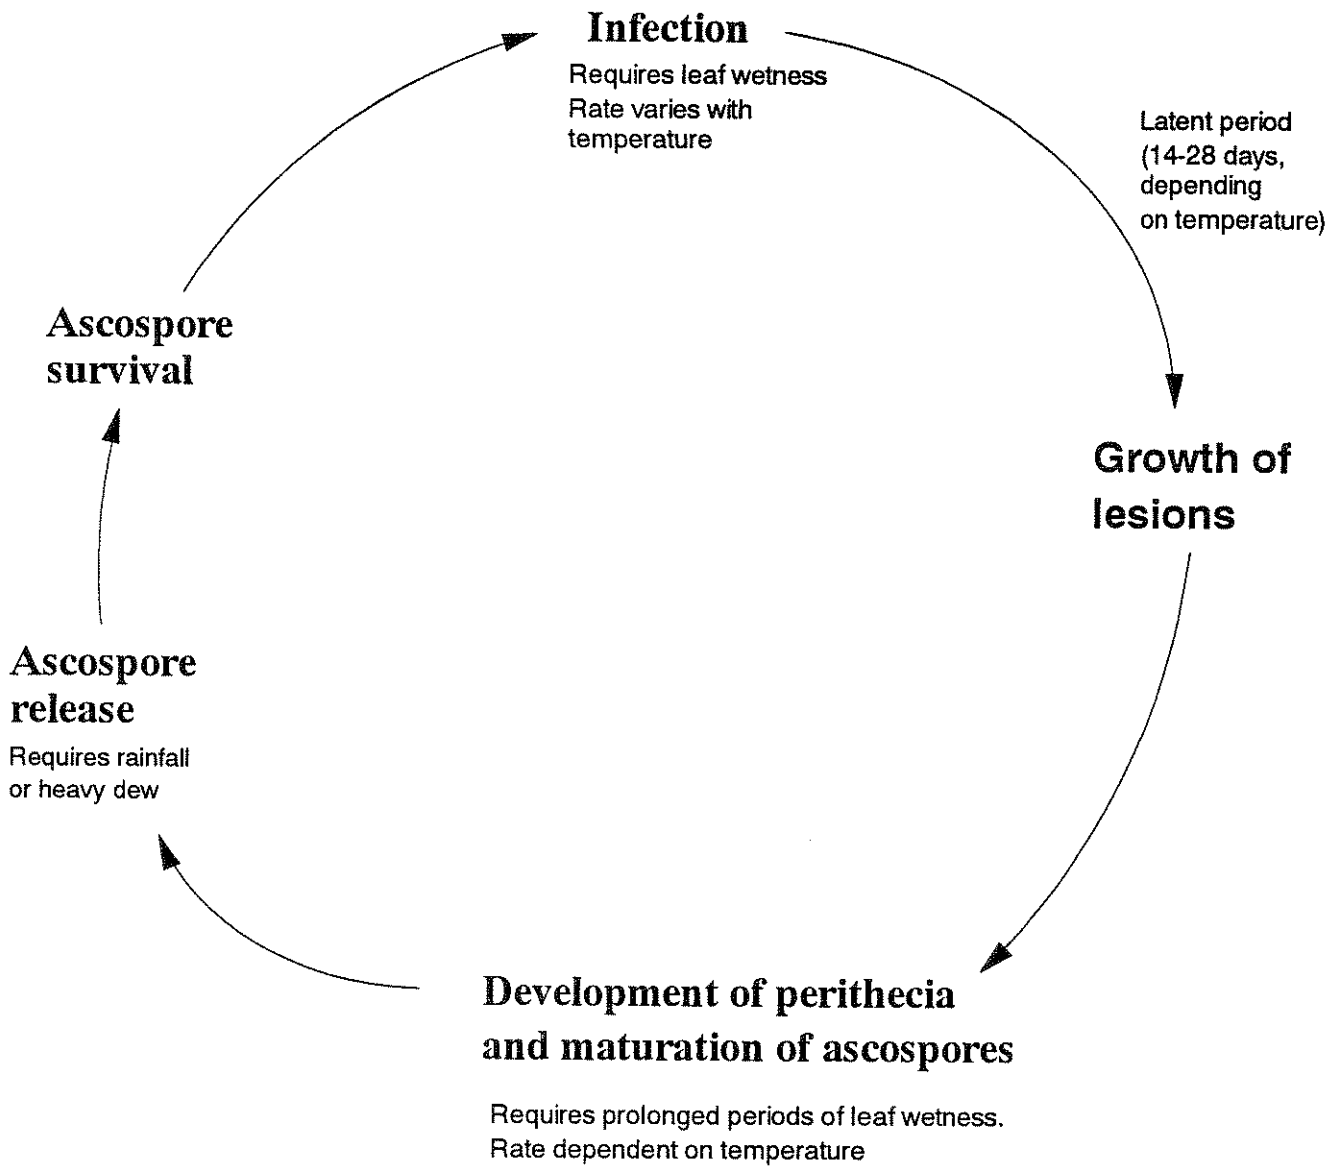 Infection
Requires leaf wetness
Rate varies with
temperature
Latent period
(14-28 days,
depending
on temperature)
Growth of
lesions
Development of perithecia
and maturation of ascospores
Requires prolonged periods of leaf wetness.
Rate dependent on temperature
Ascospore
release
Requires rainfall
or heavy dew
Ascospore
survival